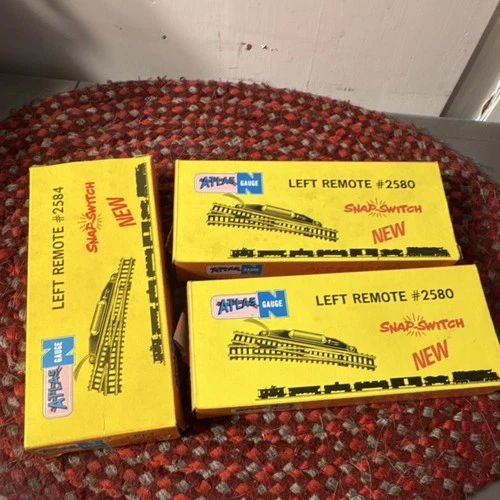 LEFT REMOTE #2584
SNAP-SWITCH
NEW
ATLAS N GAUGE
ATLAS N GAUGE
LEFT REMOTE #2580
SNAP-SWITCH
NEW
ATLAS N GAUGE
ATLAS N GAUGE
LEFT REMOTE #2580
SNAP-SWITCH
NEW